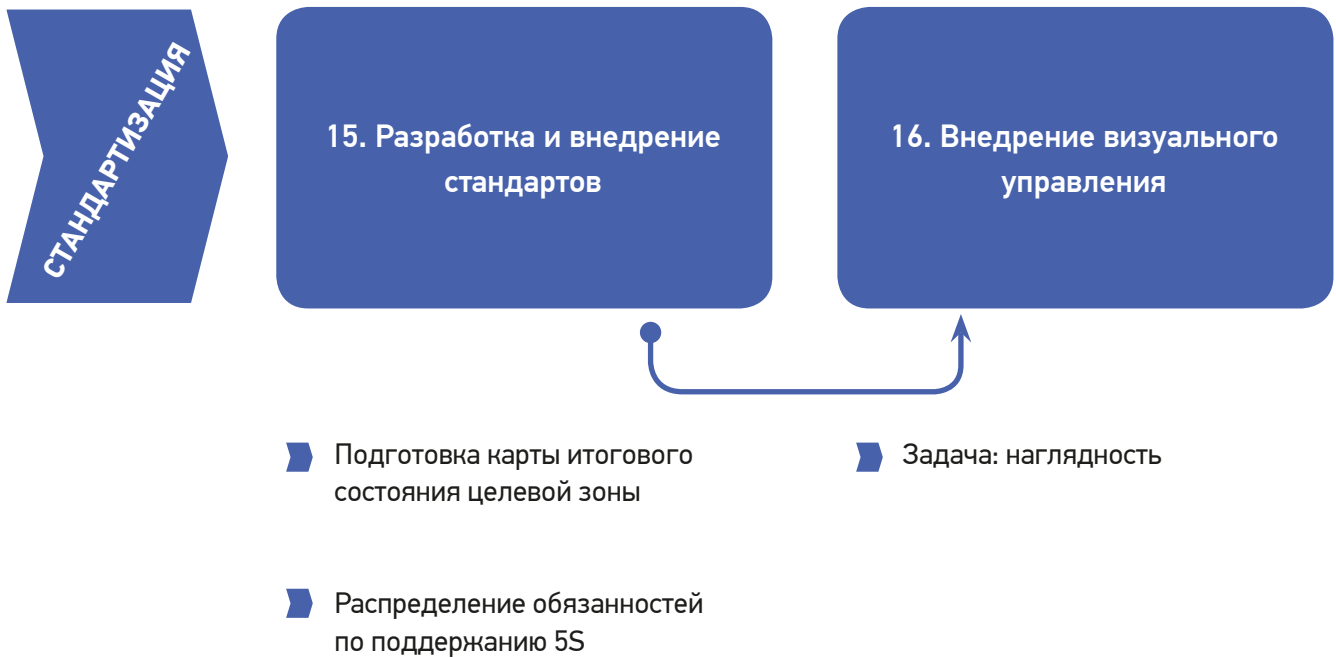 СТАНДАРТИЗАЦИЯ
15. Разработка и внедрение
стандартов
16. Внедрение визуального
управления
Подготовка карты итогового
состояния целевой зоны
Распределение обязанностей
по поддержанию 5S
Задача: наглядность